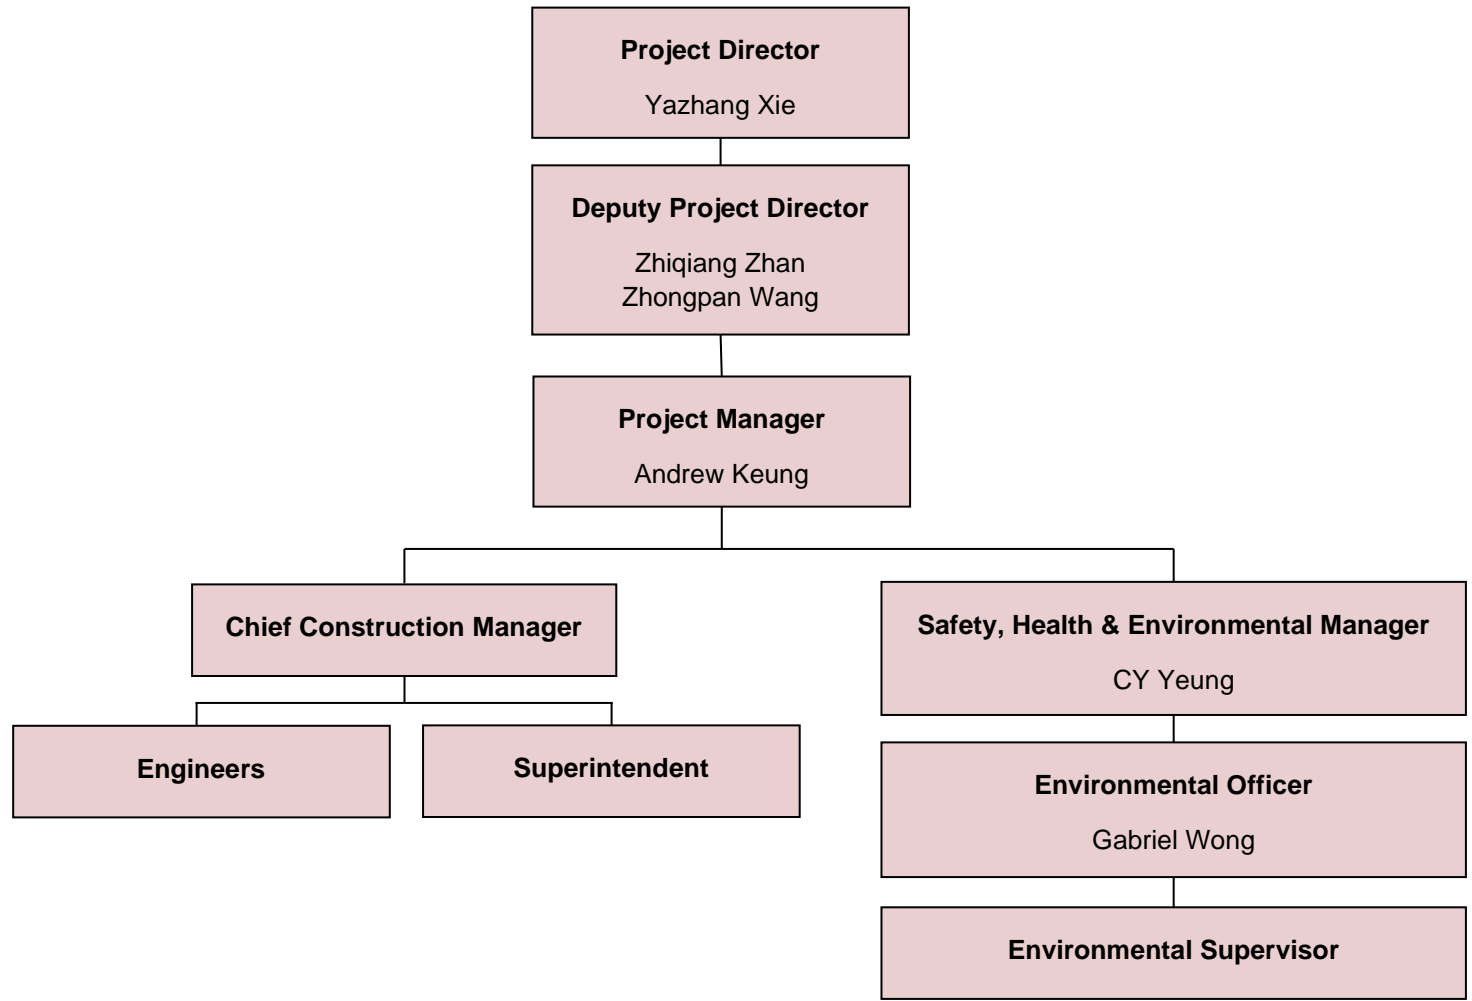 Project Director
Yazhang Xie
Deputy Project Director
Zhiqiang Zhan
Zhongpan Wang
Project Manager
Andrew Keung
Chief Construction Manager
Safety, Health & Environmental Manager
CY Yeung
Engineers
Superintendent
Environmental Officer
Gabriel Wong
Environmental Supervisor